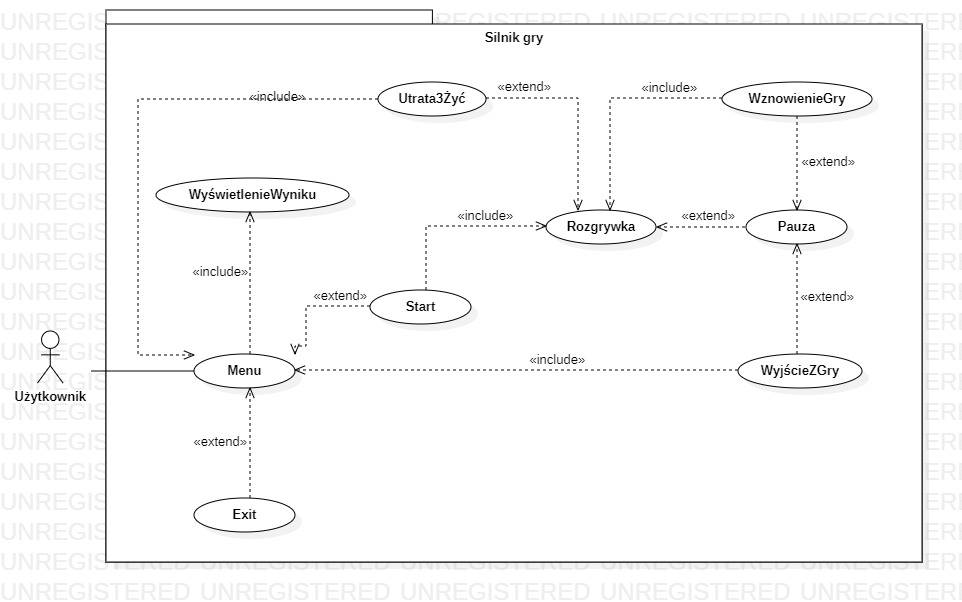 Silnik gry
«include»
Utrata3Żyć
«extend»
«include»
WznowienieGry
«extend»
WyświetlenieWyniku
«include»
Rozgrywka
«extend»
Pauza
«include»
«extend»
Start
«extend»
«include»
Menu
WyjścieZGry
Użytkownik
«extend»
Exit
UNREGISTERED UNREGISTERED UNREGISTERED UNREGISTERED